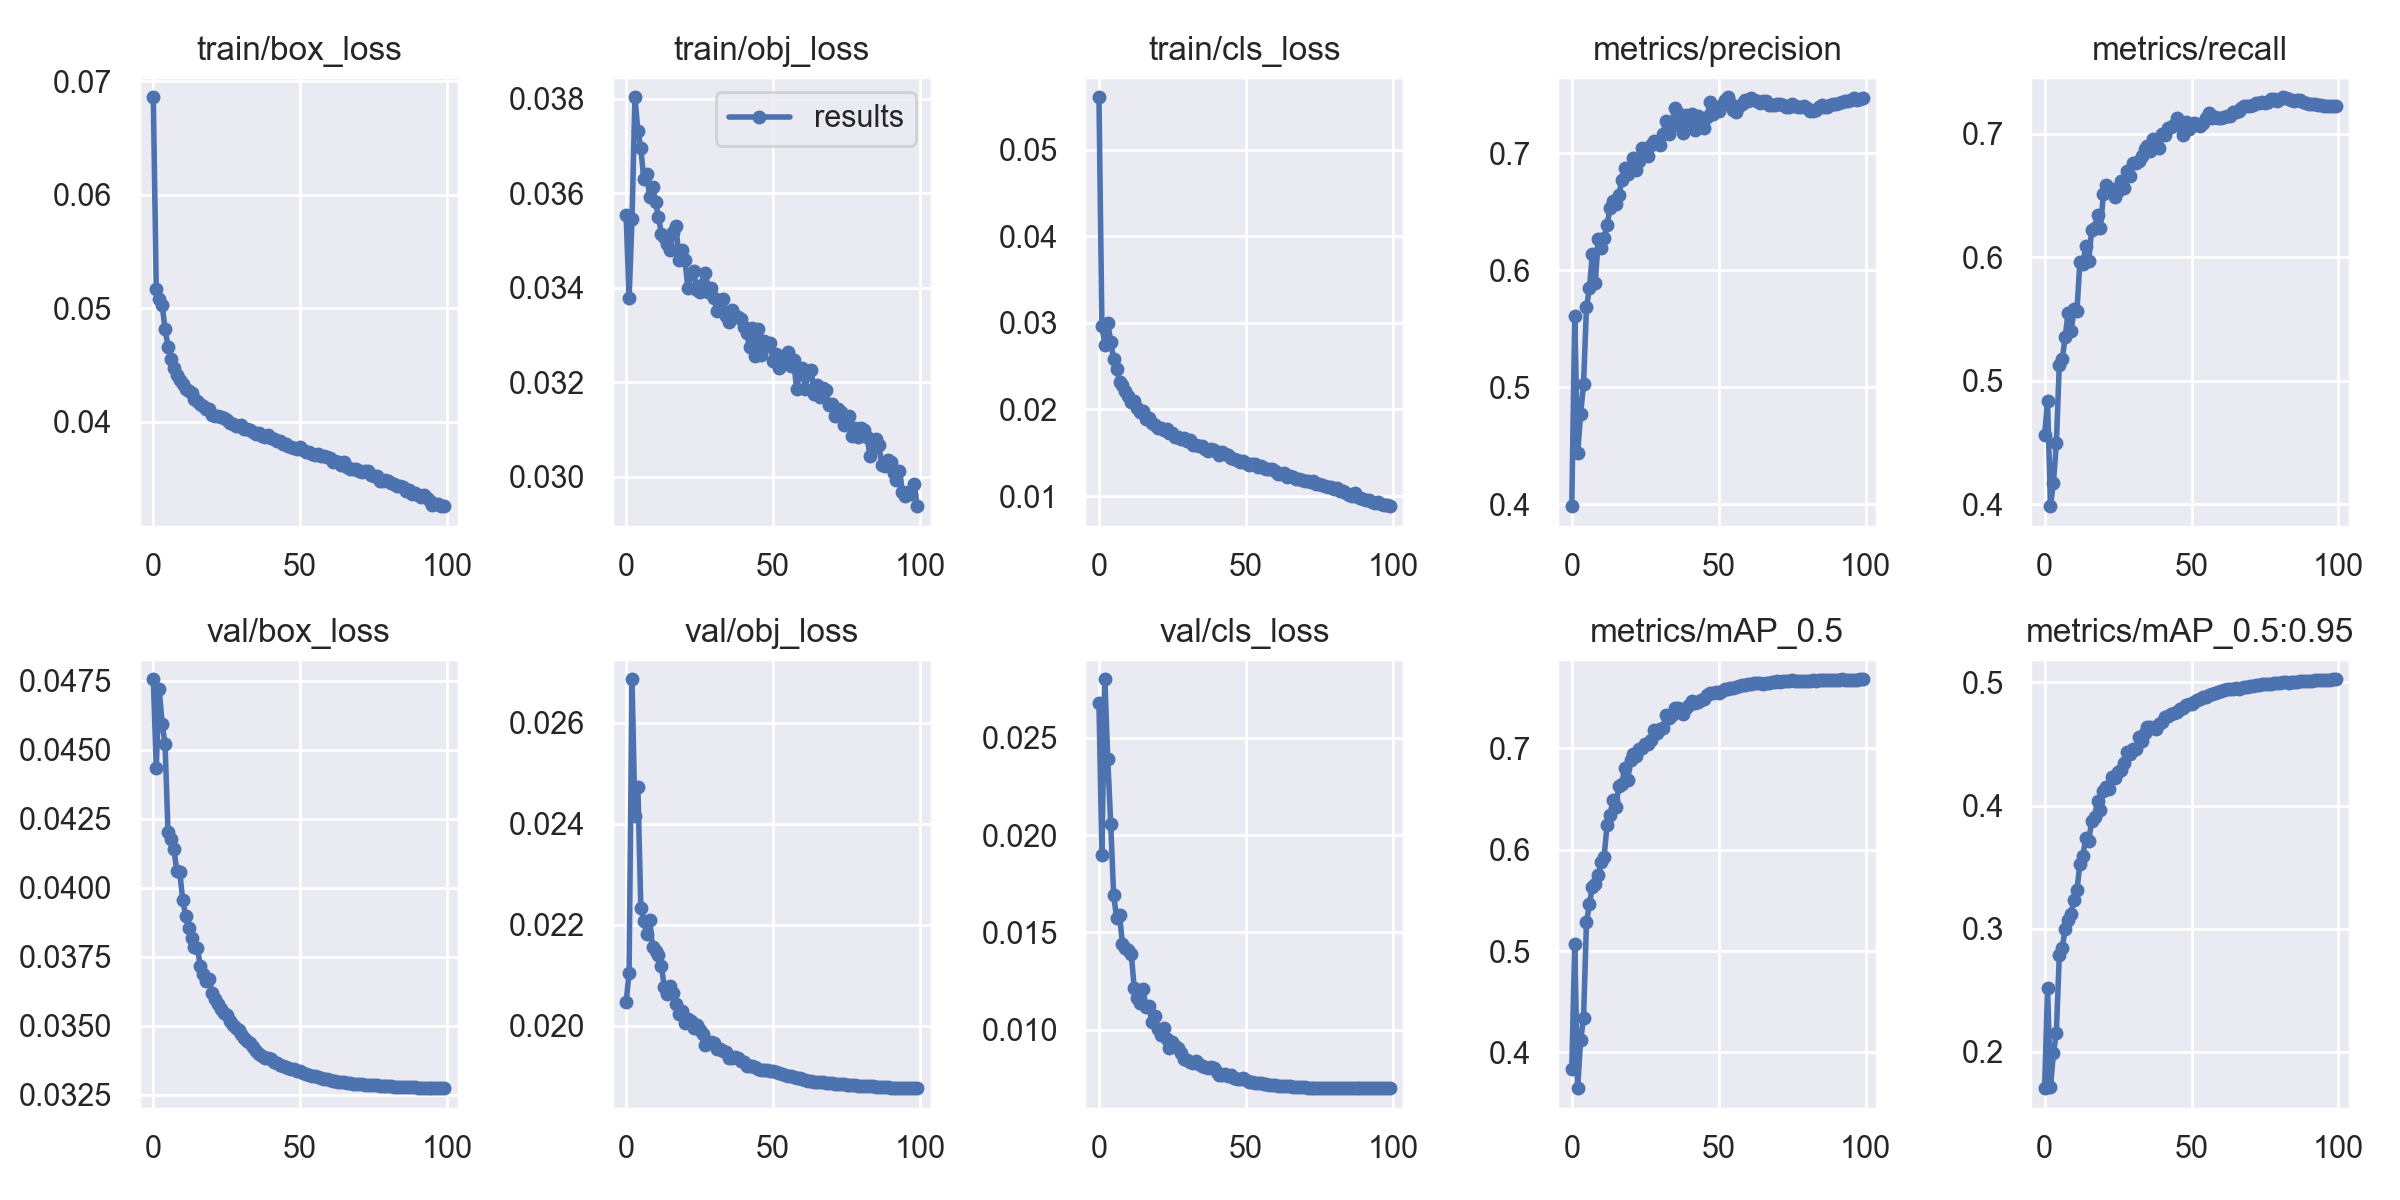 train/box_loss
0.07
0.06
0.05
0.04
0 50 100
train/obj_loss
results
0.038
0.036
0.034
0.032
0.030
0 50 100
train/cls_loss
0.05
0.04
0.03
0.02
0.01
0 50 100
metrics/precision
0.7
0.6
0.5
0.4
0 50 100
metrics/recall
0.7
0.6
0.5
0.4
0 50 100
val/box_loss
0.0475
0.0450
0.0425
0.0400
0.0375
0.0350
0.0325
0 50 100
val/obj_loss
0.026
0.024
0.022
0.020
0 50 100
val/cls_loss
0.025
0.020
0.015
0.010
0 50 100
metrics/mAP_0.5
0.7
0.6
0.5
0.4
0 50 100
metrics/mAP_0.5:0.95
0.5
0.4
0.3
0.2
0 50 100